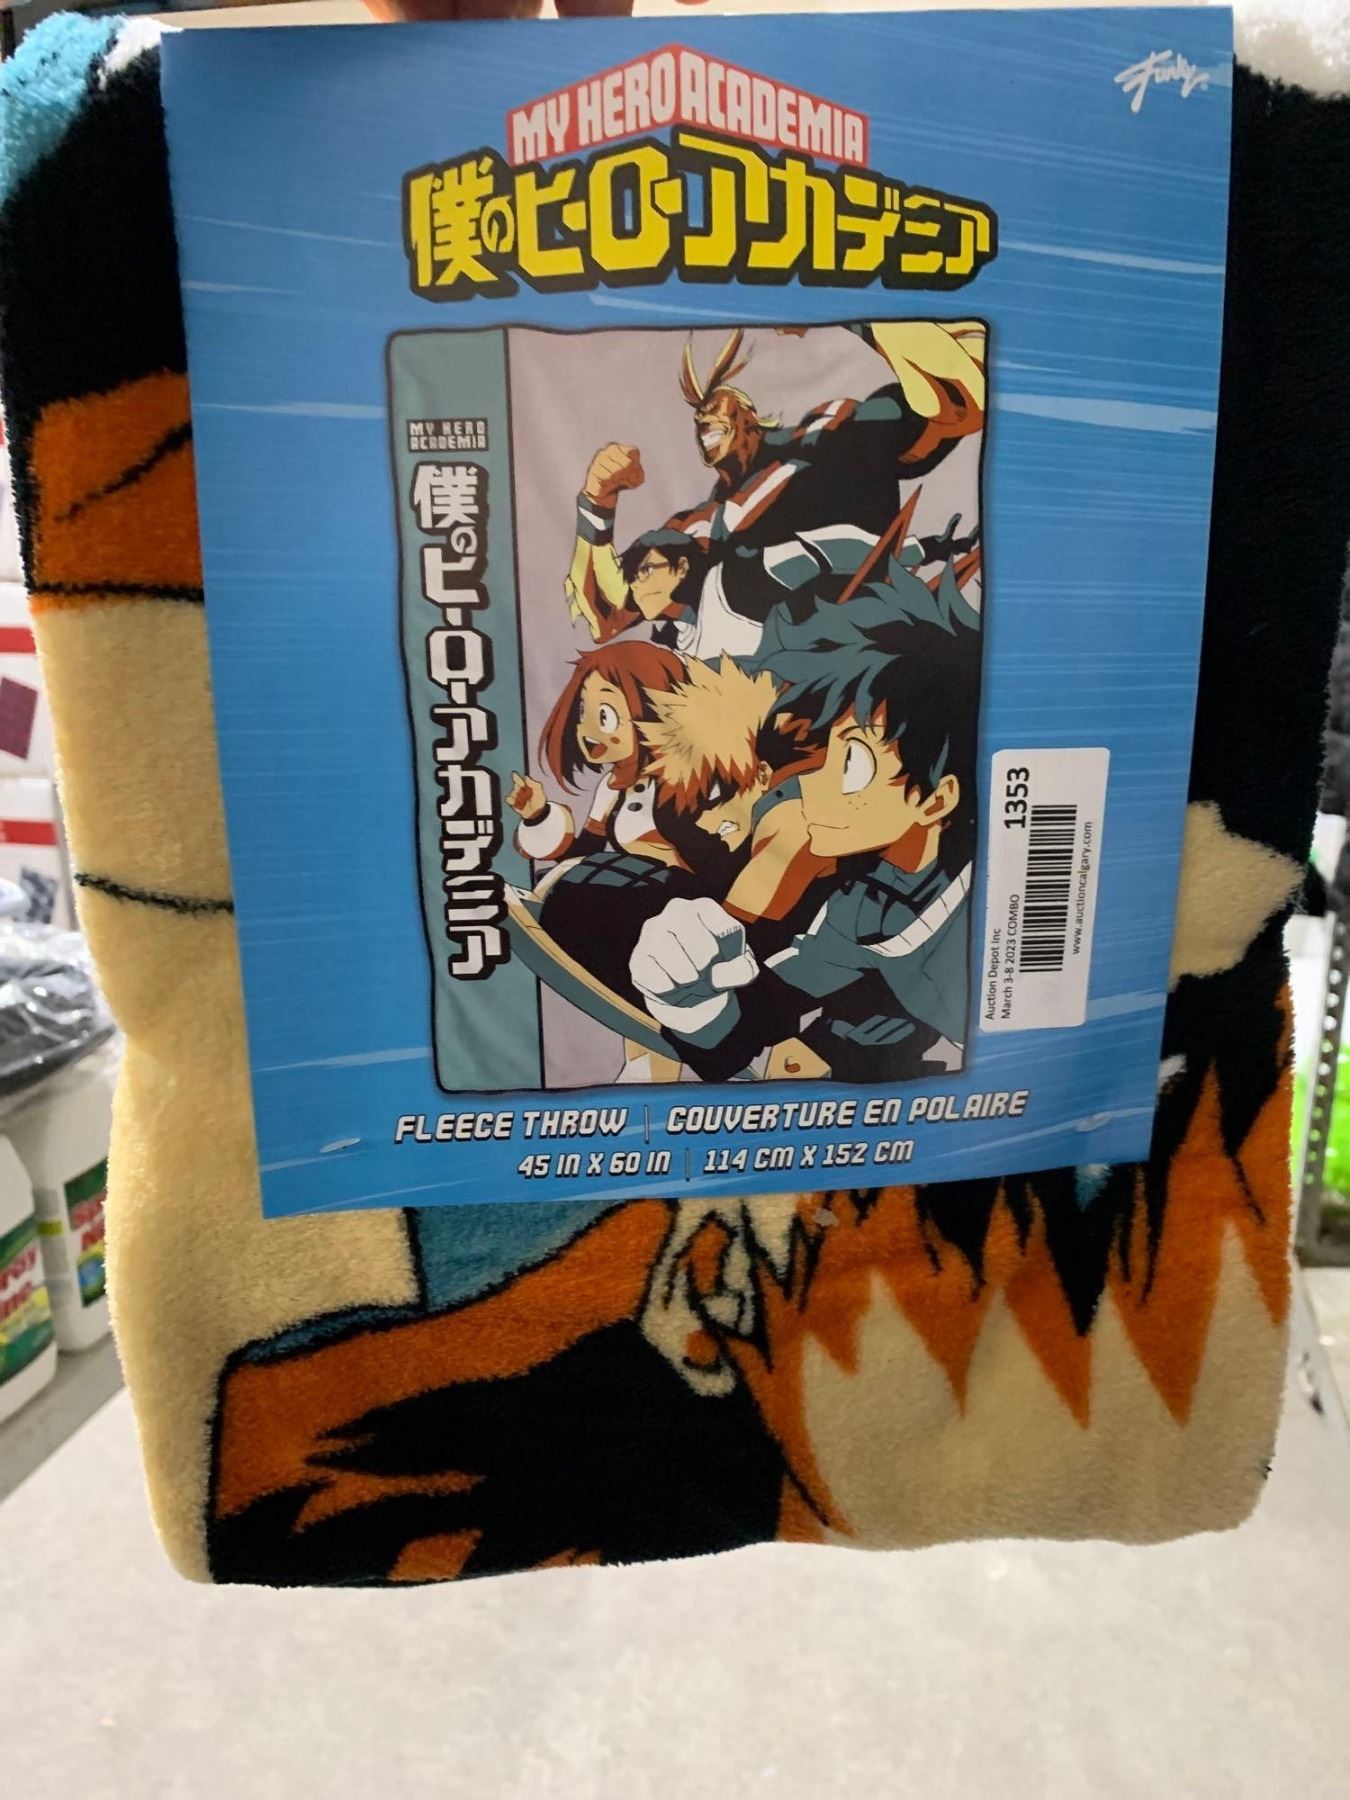 Funky
MY HERO ACADEMIA
僕のヒーローアカデミア
MY HERO
ACADEMIA
僕のヒーローアカデミア
1353
Auction Depot Inc
March 3-8 2023 COMBO
www.auctioncalgary.com
FLEECE THROW | COUVERTURE EN POLAIRE
45 IN X 60 IN | 114 CM X 152 CM